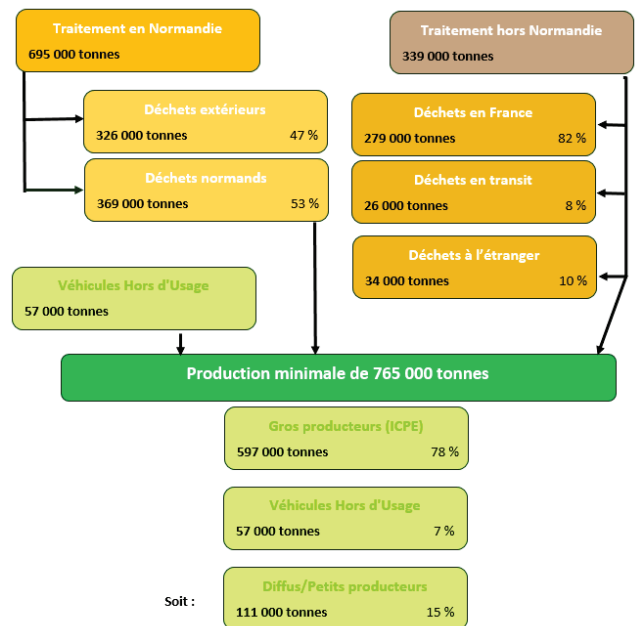 Traitement en Normandie
695 000 tonnes
Traitement hors Normandie
339 000 tonnes
Déchets extérieurs
326 000 tonnes 47 %
Déchets normands
369 000 tonnes 53 %
Déchets en France
279 000 tonnes 82 %
Déchets en transit
26 000 tonnes 8 %
Déchets à l'étranger
34 000 tonnes 10 %
Véhicules Hors d'Usage
57 000 tonnes
Production minimale de 765 000 tonnes
Gros producteurs (ICPE)
597 000 tonnes 78 %
Véhicules Hors d'Usage
57 000 tonnes 7 %
Soit :
Diffus/Petits producteurs
111 000 tonnes 15 %